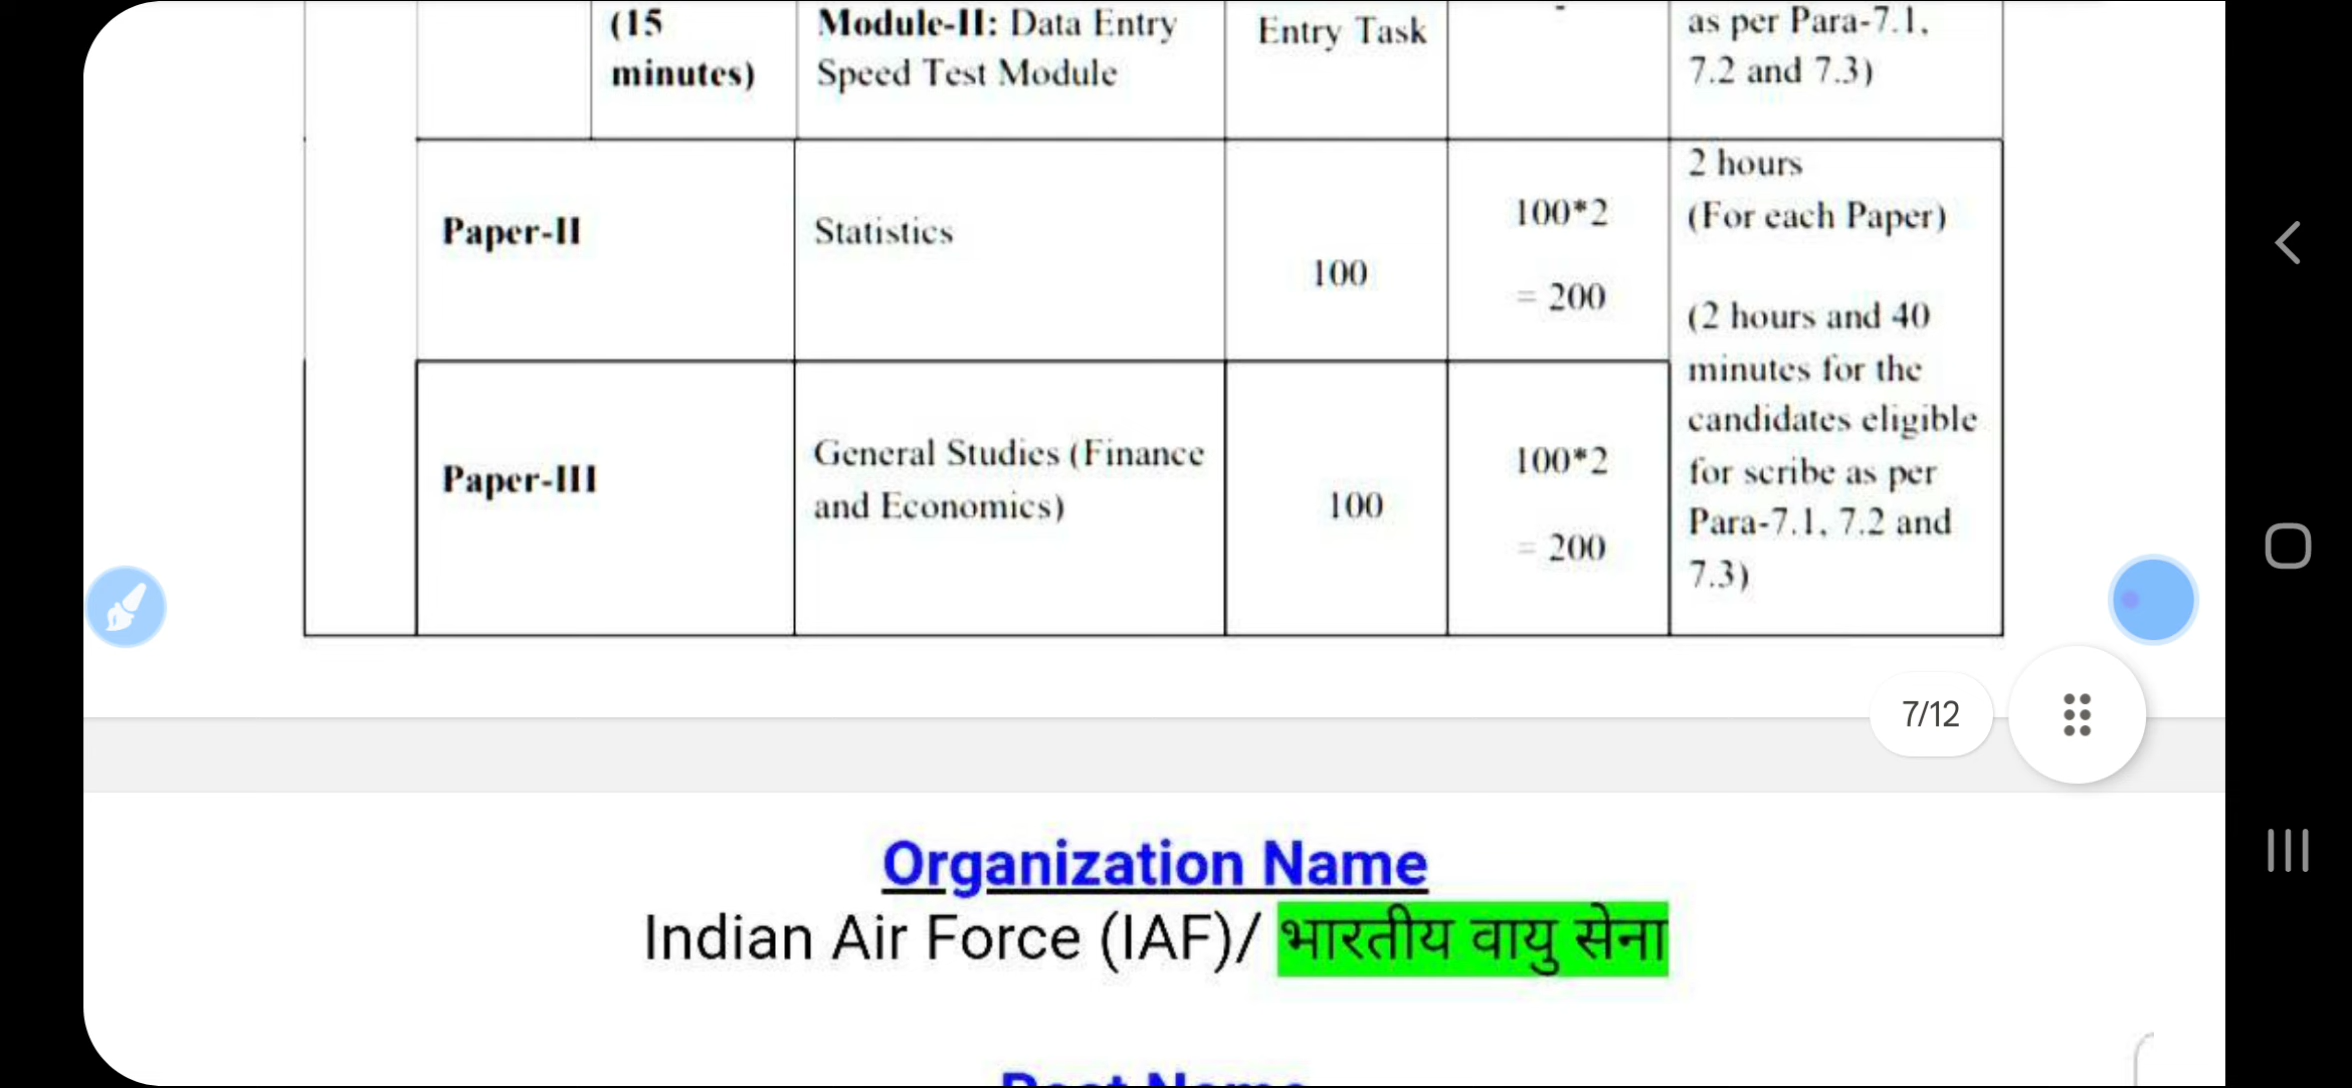 (15
minutes)
Module-II: Data Entry
Speed Test Module
Entry Task
-
as per Para-7.1,
7.2 and 7.3)
Paper-II
Statistics
100
100*2
= 200
2 hours
(For each Paper)
(2 hours and 40
minutes for the
candidates eligible
for scribe as per
Para-7.1, 7.2 and
7.3)
Paper-III
General Studies (Finance
and Economics)
100
100*2
= 200
7/12
Organization Name
Indian Air Force (IAF)/ भारतीय वायु सेना